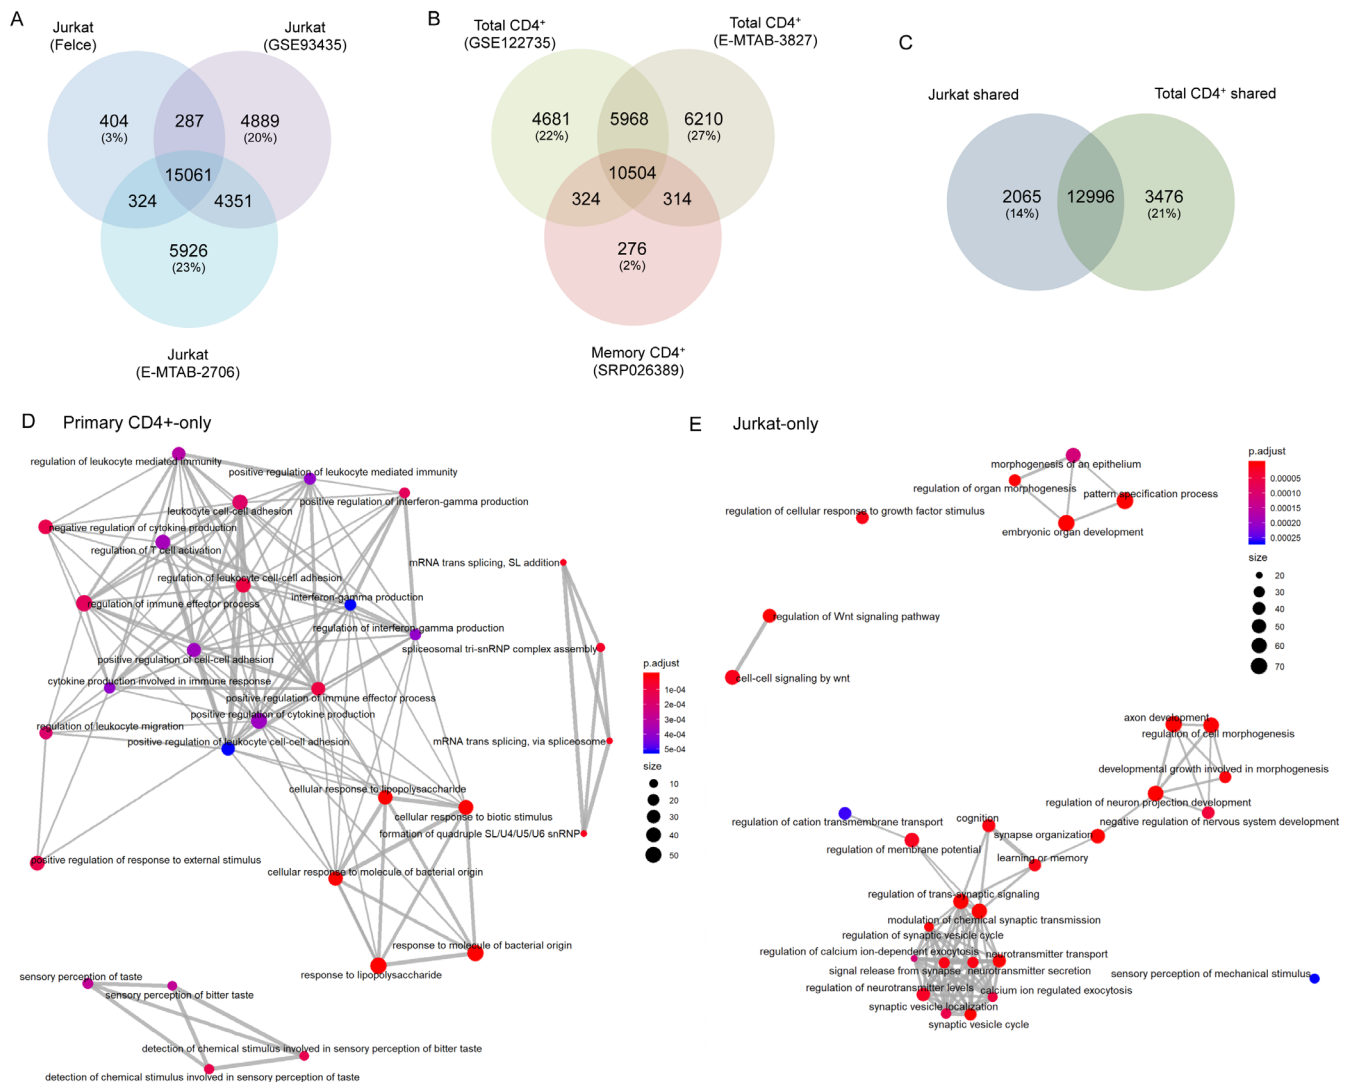 A
Jurkat
(Felce)
Jurkat
(GSE93435)
404
(3%)
287
4889
(20%)
15061
324
4351
5926
(23%)
Jurkat
(E-MTAB-2706)
B
Total CD4+
(GSE122735)
Total CD4+
(E-MTAB-3827)
4681
(22%)
5968
6210
(27%)
10504
324
314
276
(2%)
Memory CD4+
(SRP026389)
C
Jurkat shared
Total CD4+ shared
2065
(14%)
12996
3476
(21%)
D Primary CD4+-only
regulation of leukocyte mediated immunity
positive regulation of leukocyte mediated immunity
positive regulation of interferon-gamma production
leukocyte cell-cell adhesion
negative regulation of cytokine production
regulation of T cell activation
mRNA trans splicing, SL addition
regulation of leukocyte cell-cell adhesion
interferon-gamma production
regulation of immune effector process
regulation of interferon-gamma production
spliceosomal tri-snRNP complex assembly
positive regulation of cell-cell adhesion
cytokine production involved in immune response
positive regulation of immune effector process
positive regulation of cytokine production
regulation of leukocyte migration
positive regulation of leukocyte cell-cell adhesion
mRNA trans splicing, via spliceosome
cellular response to lipopolysaccharide
cellular response to biotic stimulus
formation of quadruple SL/U4/U5/U6 snRNP
positive regulation of response to external stimulus
cellular response to molecule of bacterial origin
response to molecule of bacterial origin
response to lipopolysaccharide
sensory perception of taste
sensory perception of bitter taste
detection of chemical stimulus involved in sensory perception of bitter taste
detection of chemical stimulus involved in sensory perception of taste
p.adjust
1e-04
2e-04
3e-04
4e-04
5e-04
size
10
20
30
40
50
E Jurkat-only
morphogenesis of an epithelium
regulation of organ morphogenesis
pattern specification process
regulation of cellular response to growth factor stimulus
embryonic organ development
regulation of Wnt signaling pathway
cell-cell signaling by wnt
axon development
regulation of cell morphogenesis
developmental growth involved in morphogenesis
regulation of neuron projection development
negative regulation of nervous system development
regulation of cation transmembrane transport
cognition
synapse organization
regulation of membrane potential
learning or memory
regulation of trans-synaptic signaling
modulation of chemical synaptic transmission
regulation of synaptic vesicle cycle
regulation of calcium ion-dependent exocytosis
neurotransmitter transport
signal release from synapse
neurotransmitter secretion
sensory perception of mechanical stimulus
regulation of neurotransmitter levels
calcium ion regulated exocytosis
synaptic vesicle localization
synaptic vesicle cycle
p.adjust
0.00005
0.00010
0.00015
0.00020
0.00025
size
20
30
40
50
60
70